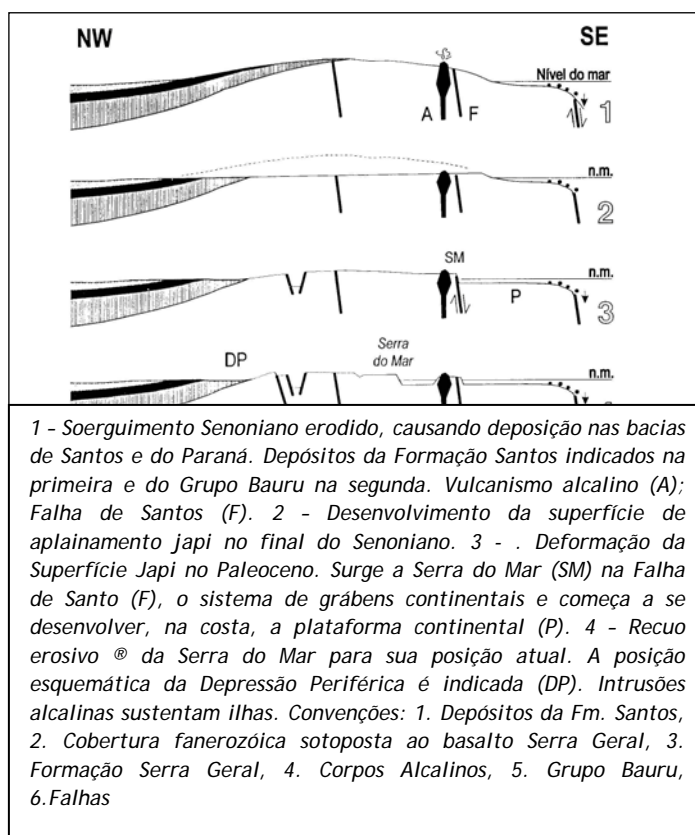 NW SE
Nível do mar
A F 1
n.m.
2
SM
n.m.
P 3
DP Serra do Mar n.m.
1 – Soerguimento Senoniano erodido, causando deposição nas bacias
de Santos e do Paraná. Depósitos da Formação Santos indicados na
primeira e do Grupo Bauru na segunda. Vulcanismo alcalino (A);
Falha de Santos (F). 2 – Desenvolvimento da superfície de
aplainamento japi no final do Senoniano. 3 - . Deformação da
Superfície Japi no Paleoceno. Surge a Serra do Mar (SM) na Falha
de Santo (F), o sistema de grábens continentais e começa a se
desenvolver, na costa, a plataforma continental (P). 4 – Recuo
erosivo ® da Serra do Mar para sua posição atual. A posição
esquemática da Depressão Periférica é indicada (DP). Intrusões
alcalinas sustentam ilhas. Convenções: 1. Depósitos da Fm. Santos,
2. Cobertura fanerozóica sotoposta ao basalto Serra Geral, 3.
Formação Serra Geral, 4. Corpos Alcalinos, 5. Grupo Bauru,
6.Falhas